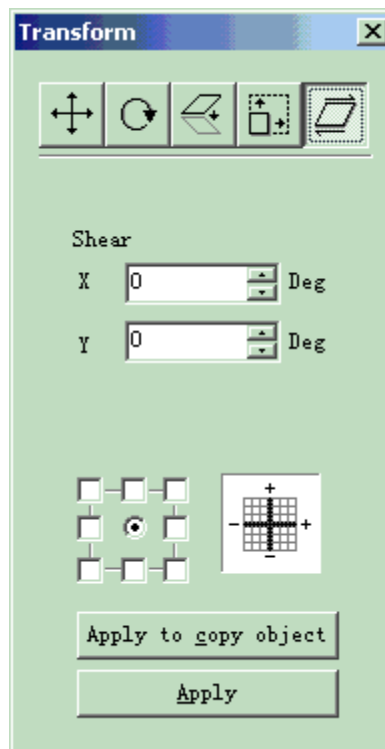 Transform
Shear
X 0 Deg
Y 0 Deg
+
- +
-
Apply to copy object
Apply